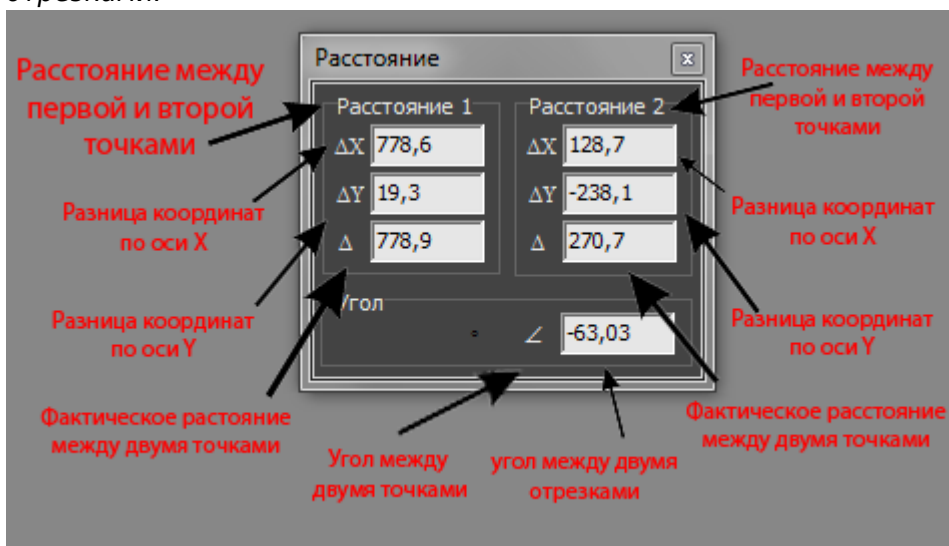 отрезками.
Расстояние
Расстояние между
первой и второй
точками
Расстояние между
первой и второй
точками
Расстояние 1
Расстояние 2
ΔX 778,6
ΔX 128,7
ΔY 19,3
ΔY -238,1
Δ 778,9
Δ 270,7
Разница координат
по оси X
Разница координат
по оси X
Угол
° ∠ -63,03
Разница координат
по оси Y
Разница координат
по оси Y
Фактическое растояние
между двумя точками
Фактическое расстояние
между двумя точками
Угол между
двумя точками
угол между двумя
отрезками